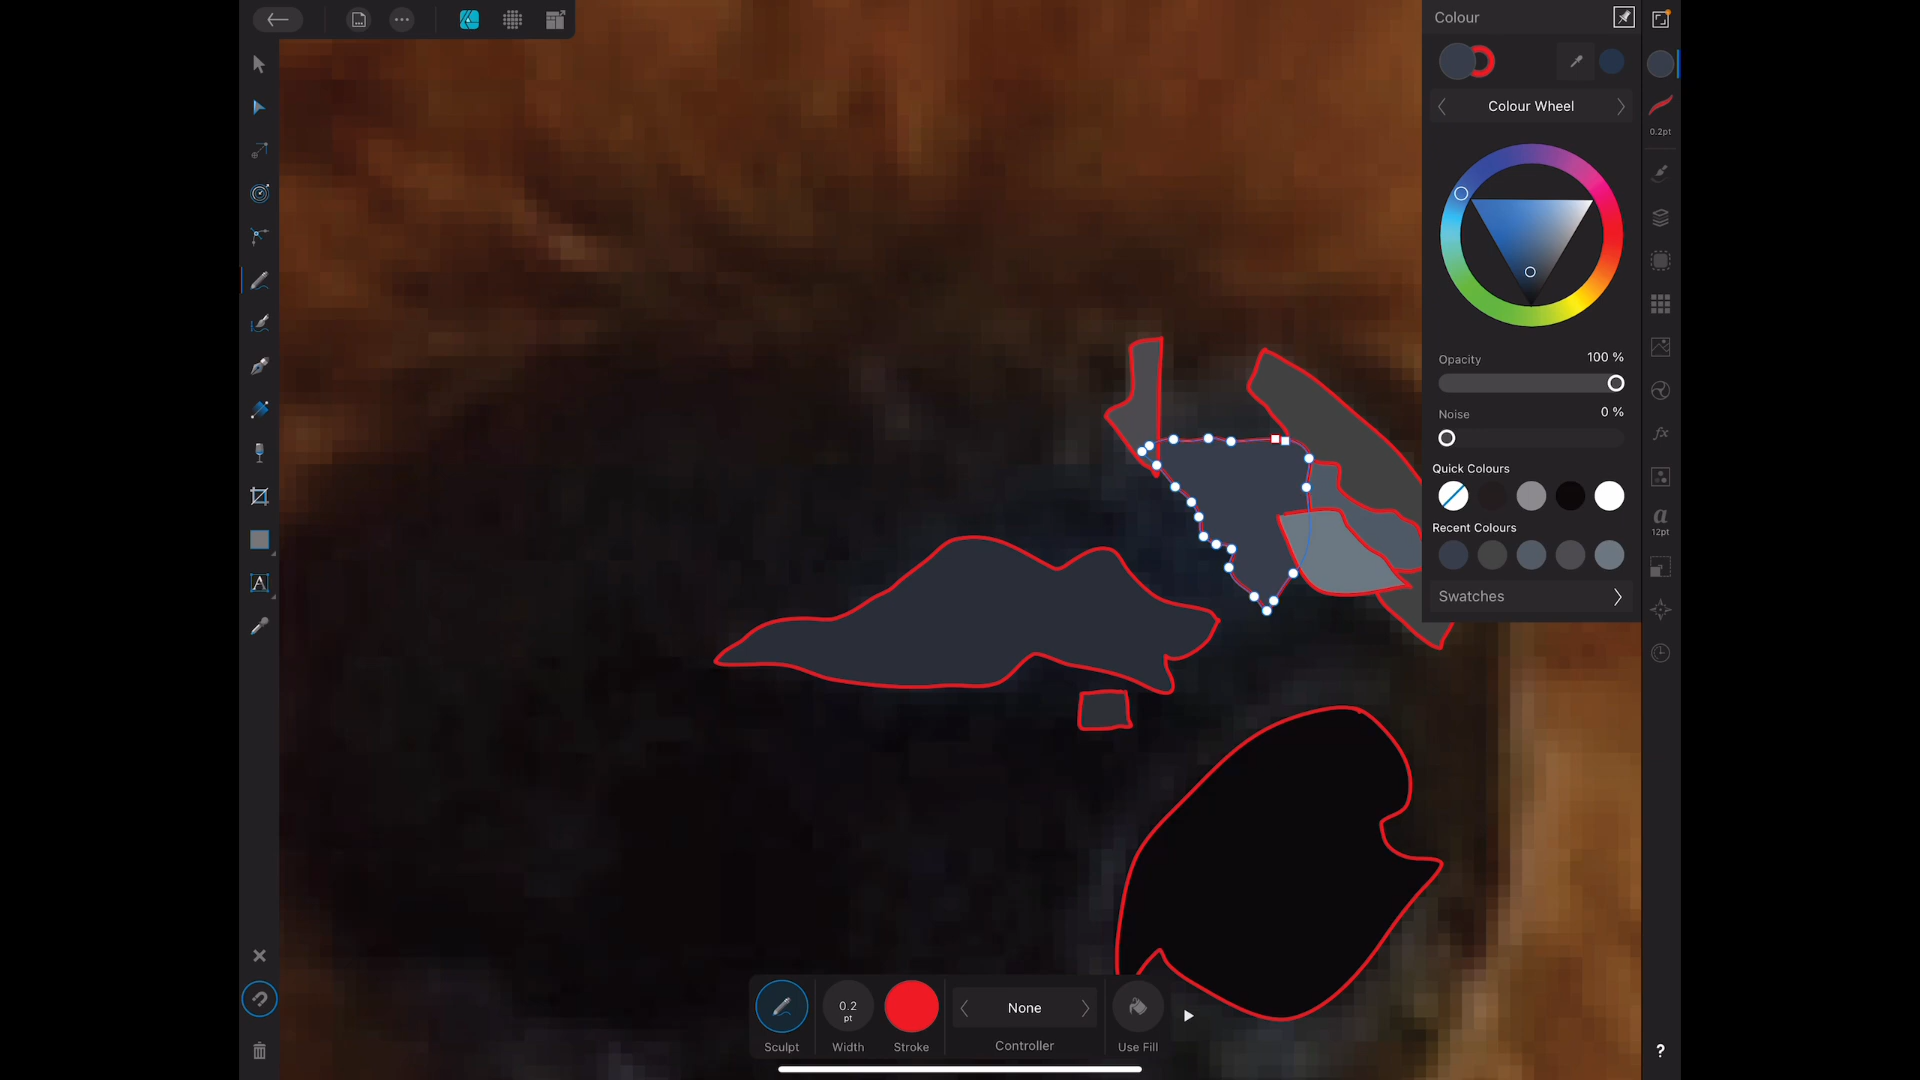 Colour
Colour Wheel
0.2pt
Opacity
100 %
Noise
0 %
Quick Colours
Recent Colours
a
12pt
Swatches
fx
A
0.2
pt
None
Sculpt
Width
Stroke
Controller
Use Fill
?